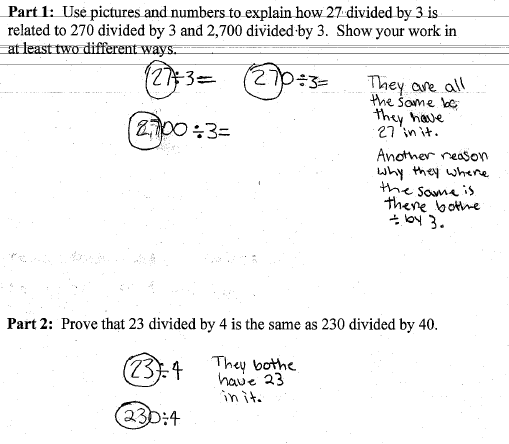 Part 1: Use pictures and numbers to explain how 27 divided by 3 is
related to 270 divided by 3 and 2,700 divided by 3. Show your work in
at least two different ways.
27÷3= 270÷3=
2,700÷3=
They are all
the same bc
they have
27 in it.
Another reason
why they where
the same is
there bothe
÷ by 3.
Part 2: Prove that 23 divided by 4 is the same as 230 divided by 40.
23÷4
230÷4
They bothe
have 23
in it.